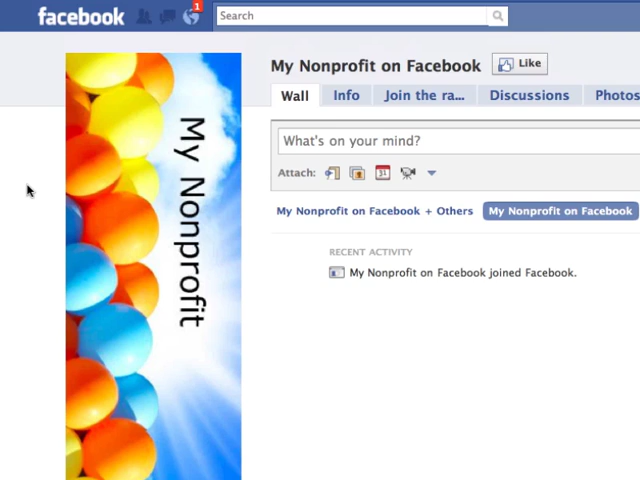 facebook
1
Search
My Nonprofit on Facebook
Like
Wall
Info
Join the ra...
Discussions
Photos
What's on your mind?
Attach:
31
My Nonprofit on Facebook + Others
My Nonprofit on Facebook
RECENT ACTIVITY
My Nonprofit on Facebook joined Facebook.
My Nonprofit